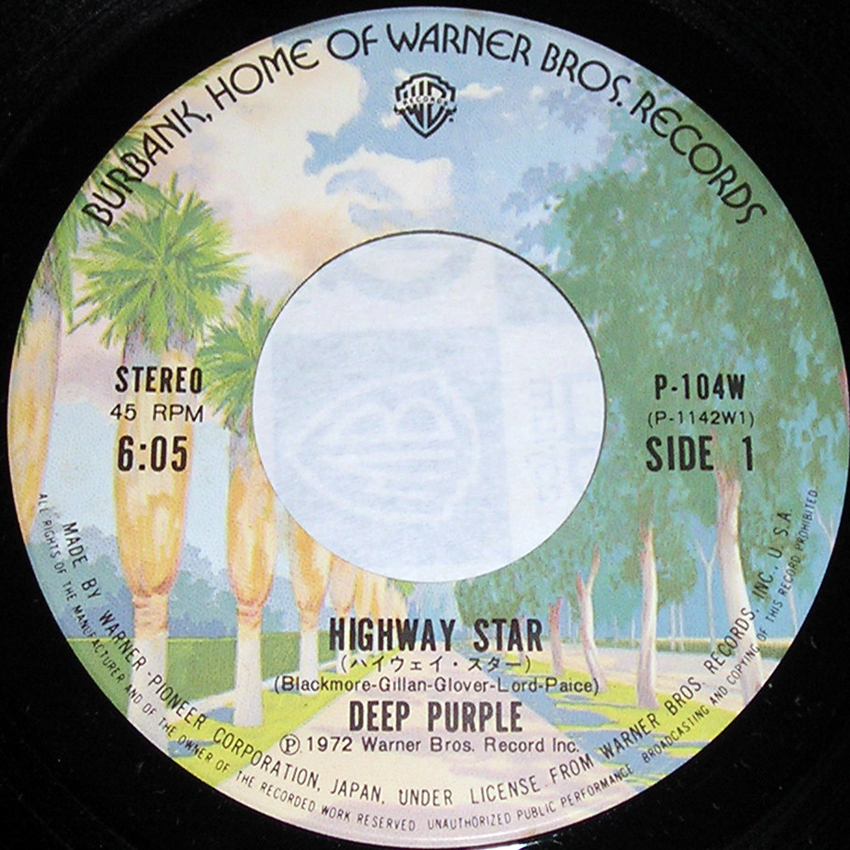 BURBANK, HOME OF WARNER BROS. RECORDS
RECORDS
STEREO
45 RPM
6:05
P-104W
(P-1142W1)
SIDE 1
HIGHWAY STAR
(ハイウェイ・スター)
(Blackmore-Gillan-Glover-Lord-Paice)
DEEP PURPLE
Ⓟ 1972 Warner Bros. Record Inc.
MADE BY WARNER-PIONEER CORPORATION, JAPAN, UNDER LICENSE FROM WARNER BROS. RECORDS, INC., U.S.A.
ALL RIGHTS OF THE MANUFACTURER AND OF THE OWNER OF THE RECORDED WORK RESERVED UNAUTHORIZED PUBLIC PERFORMANCE BROADCASTING AND COPYING OF THIS RECORD PROHIBITED